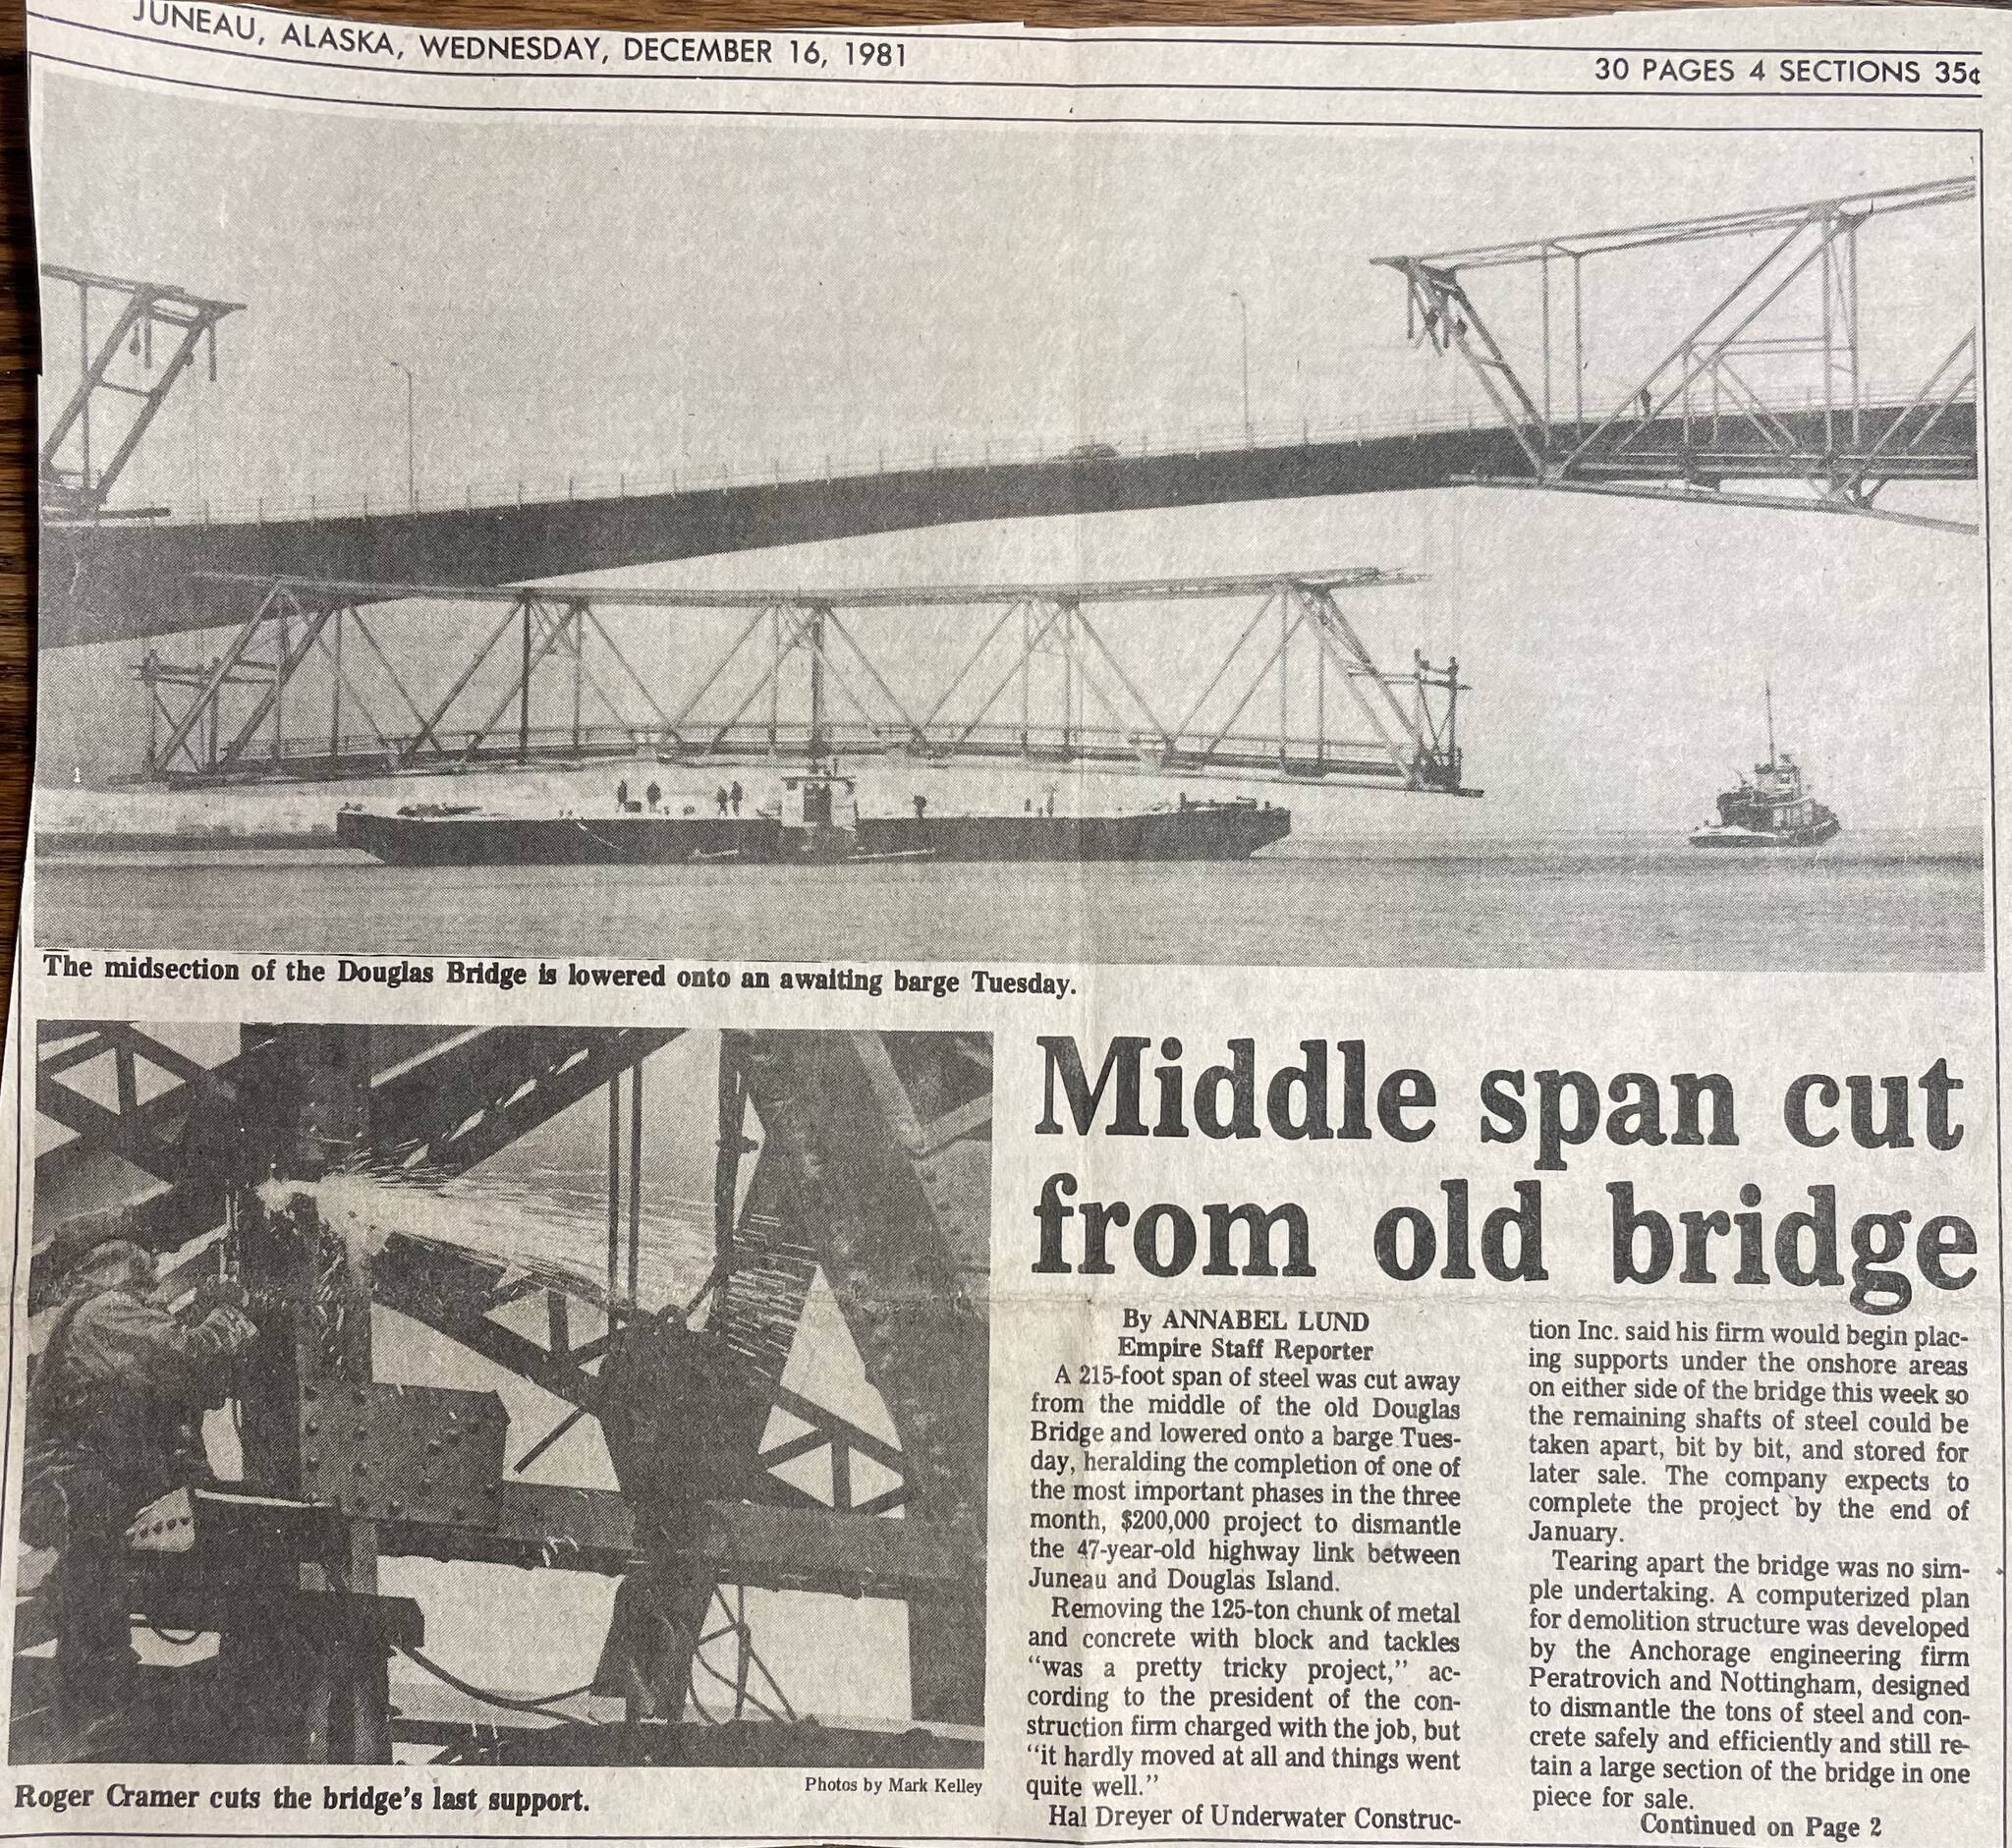 JUNEAU, ALASKA, WEDNESDAY, DECEMBER 16, 1981
30 PAGES 4 SECTIONS 35¢
The midsection of the Douglas Bridge is lowered onto an awaiting barge Tuesday.
Roger Cramer cuts the bridge's last support.
Photos by Mark Kelley
Middle span cut
from old bridge
By ANNABEL LUND
Empire Staff Reporter
A 215-foot span of steel was cut away
from the middle of the old Douglas
Bridge and lowered onto a barge Tues-
day, heralding the completion of one of
the most important phases in the three
month, $200,000 project to dismantle
the 47-year-old highway link between
Juneau and Douglas Island.
Removing the 125-ton chunk of metal
and concrete with block and tackles
“was a pretty tricky project,” ac-
cording to the president of the con-
struction firm charged with the job, but
“it hardly moved at all and things went
quite well.”
Hal Dreyer of Underwater Construc-
tion Inc. said his firm would begin plac-
ing supports under the onshore areas
on either side of the bridge this week so
the remaining shafts of steel could be
taken apart, bit by bit, and stored for
later sale. The company expects to
complete the project by the end of
January.
Tearing apart the bridge was no sim-
ple undertaking. A computerized plan
for demolition structure was developed
by the Anchorage engineering firm
Peratrovich and Nottingham, designed
to dismantle the tons of steel and con-
crete safely and efficiently and still re-
tain a large section of the bridge in one
piece for sale.
Continued on Page 2